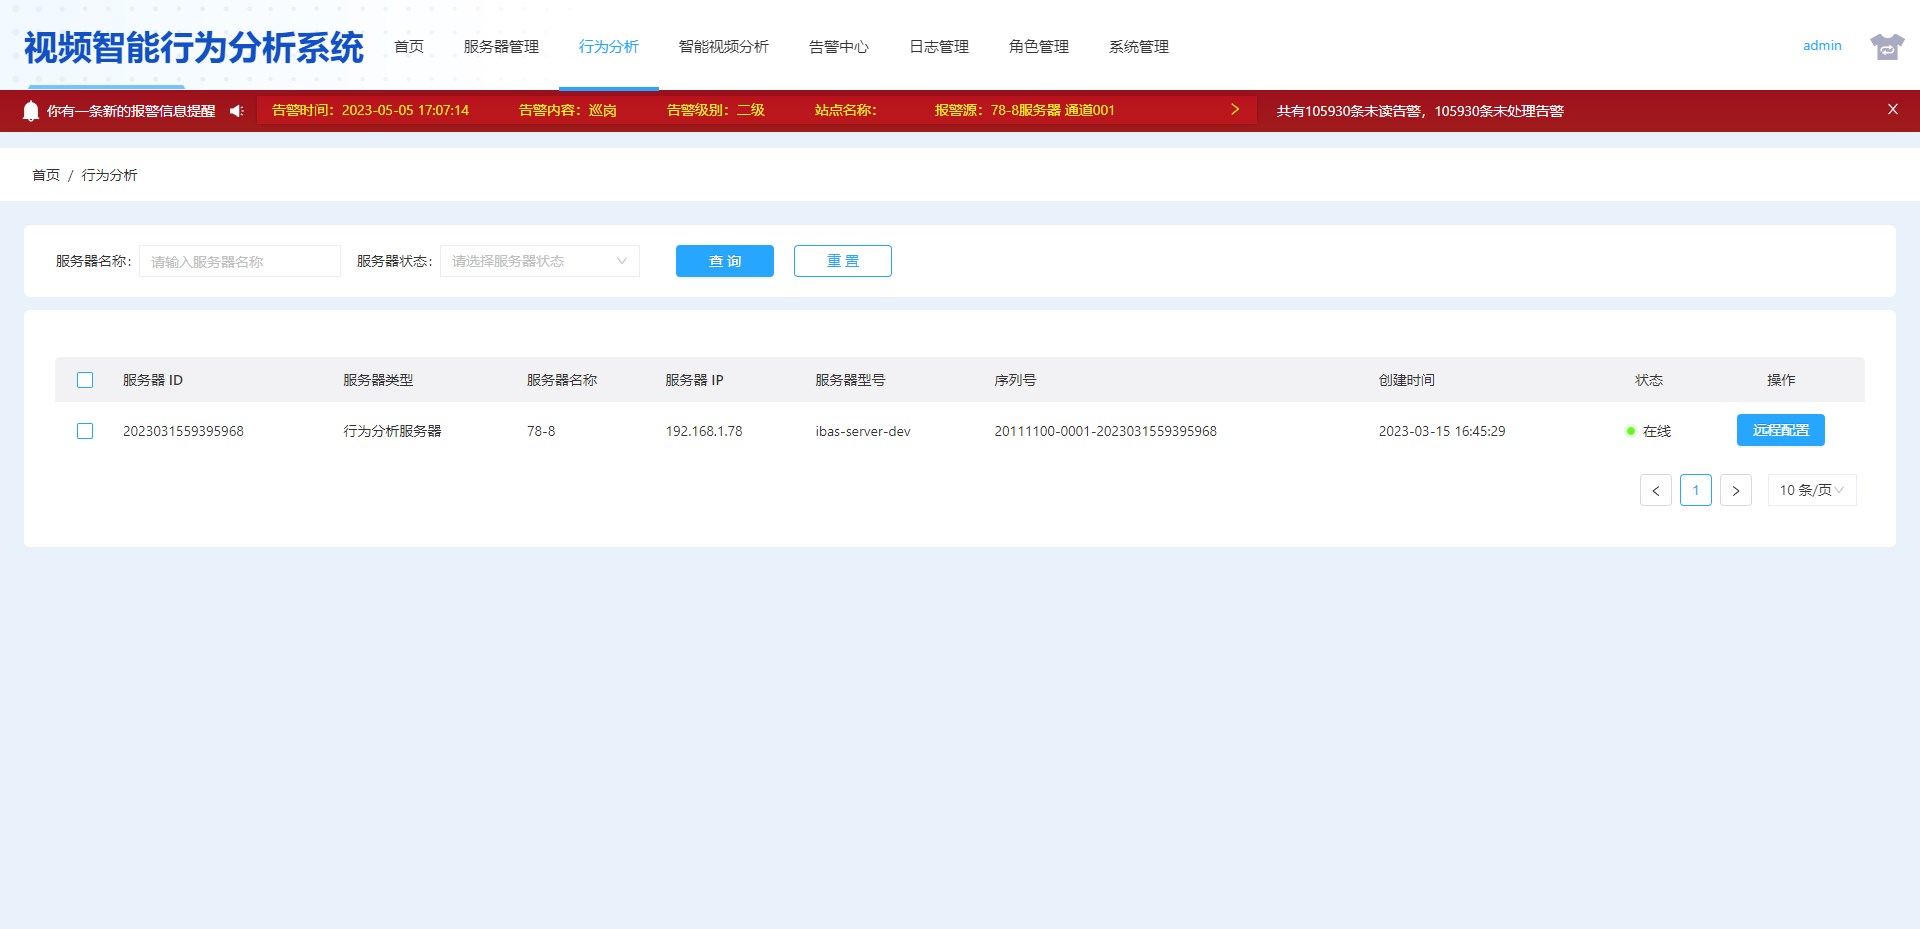 视频智能行为分析系统 首页 服务器管理 行为分析 智能视频分析 告警中心 日志管理 角色管理 系统管理 admin
你有一条新的报警信息提醒 告警时间：2023-05-05 17:07:14 告警内容：巡岗 告警级别：二级 站点名称： 报警源：78-8服务器 通道001 共有105930条未读告警，105930条未处理告警 X
首页 / 行为分析
服务器名称： 请输入服务器名称 服务器状态： 请选择服务器状态 查 询 重 置
服务器 ID 服务器类型 服务器名称 服务器 IP 服务器型号 序列号 创建时间 状态 操作
2023031559395968 行为分析服务器 78-8 192.168.1.78 ibas-server-dev 20111100-0001-2023031559395968 2023-03-15 16:45:29 在线 远程配置
< 1 > 10 条/页